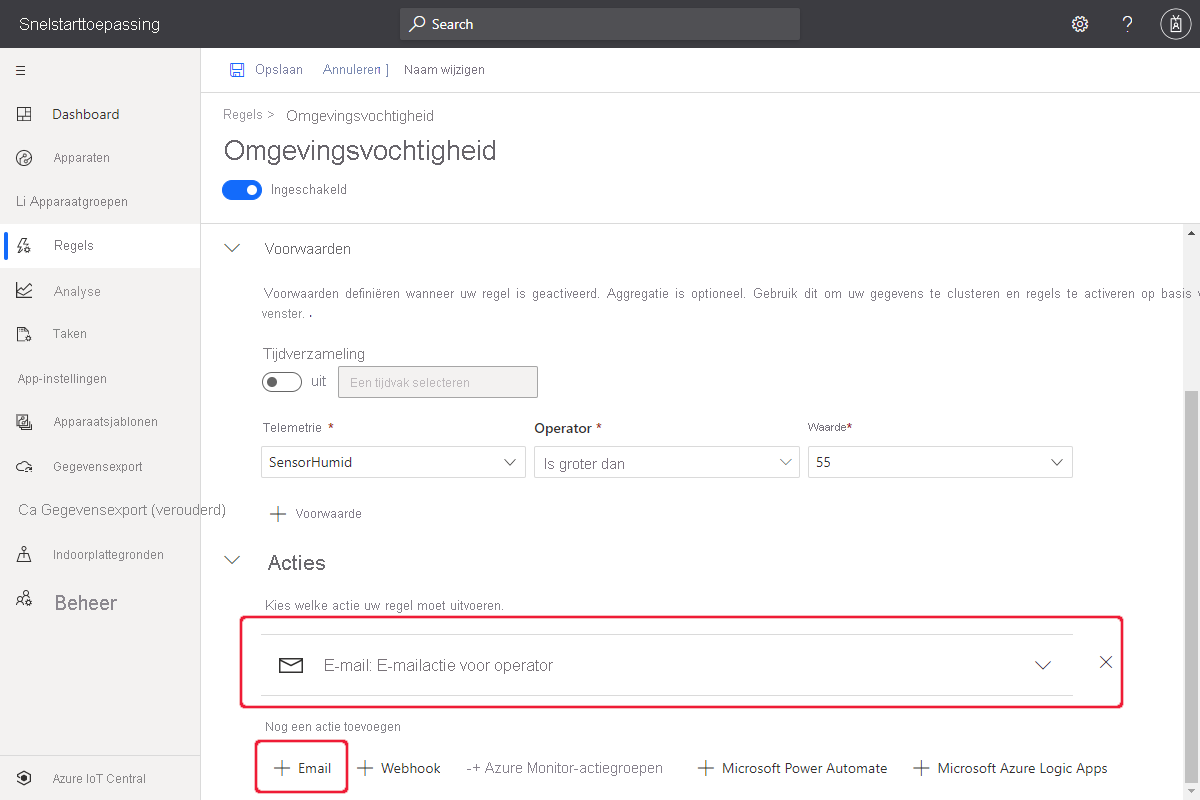 Snelstarttoepassing
Search
?
Opslaan Annuleren ] Naam wijzigen
Dashboard
Apparaten
Li Apparaatgroepen
Regels
Analyse
Taken
App-instellingen
Apparaatsjablonen
Gegevensexport
Ca Gegevensexport (verouderd)
Indoorplattegronden
Beheer
Azure IoT Central
Regels > Omgevingsvochtigheid
Omgevingsvochtigheid
Ingeschakeld
Voorwaarden
Voorwaarden definiëren wanneer uw regel is geactiveerd. Aggregatie is optioneel. Gebruik dit om uw gegevens te clusteren en regels te activeren op basis v
venster. .
Tijdverzameling
uit Een tijdvak selecteren
Telemetrie * Operator * Waarde*
SensorHumid Is groter dan 55
+ Voorwaarde
Acties
Kies welke actie uw regel moet uitvoeren.
E-mail: E-mailactie voor operator
Nog een actie toevoegen
+ Email + Webhook -+ Azure Monitor-actiegroepen + Microsoft Power Automate + Microsoft Azure Logic Apps